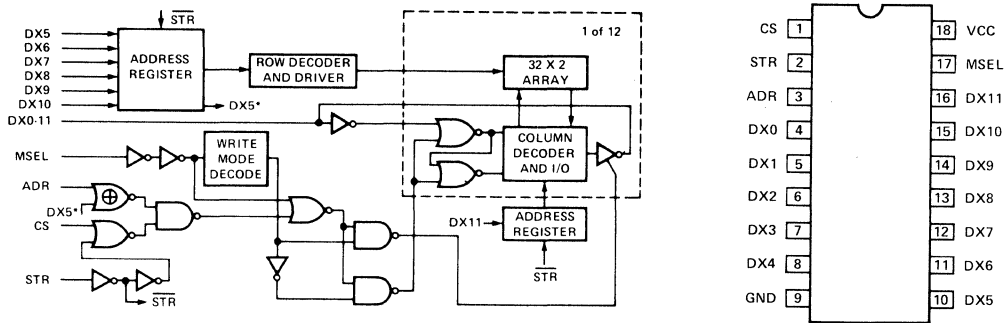 STR
DX5
DX6
DX7
DX8
DX9
DX10
ADDRESS
REGISTER
DX5*
ROW DECODER
AND DRIVER
1 of 12
32 X 2
ARRAY
DX0-11
MSEL
WRITE
MODE
DECODE
COLUMN
DECODER
AND I/O
ADR
DX5*
CS
DX11
ADDRESS
REGISTER
STR
STR
STR
CS 1
STR 2
ADR 3
DX0 4
DX1 5
DX2 6
DX3 7
DX4 8
GND 9
18 VCC
17 MSEL
16 DX11
15 DX10
14 DX9
13 DX8
12 DX7
11 DX6
10 DX5